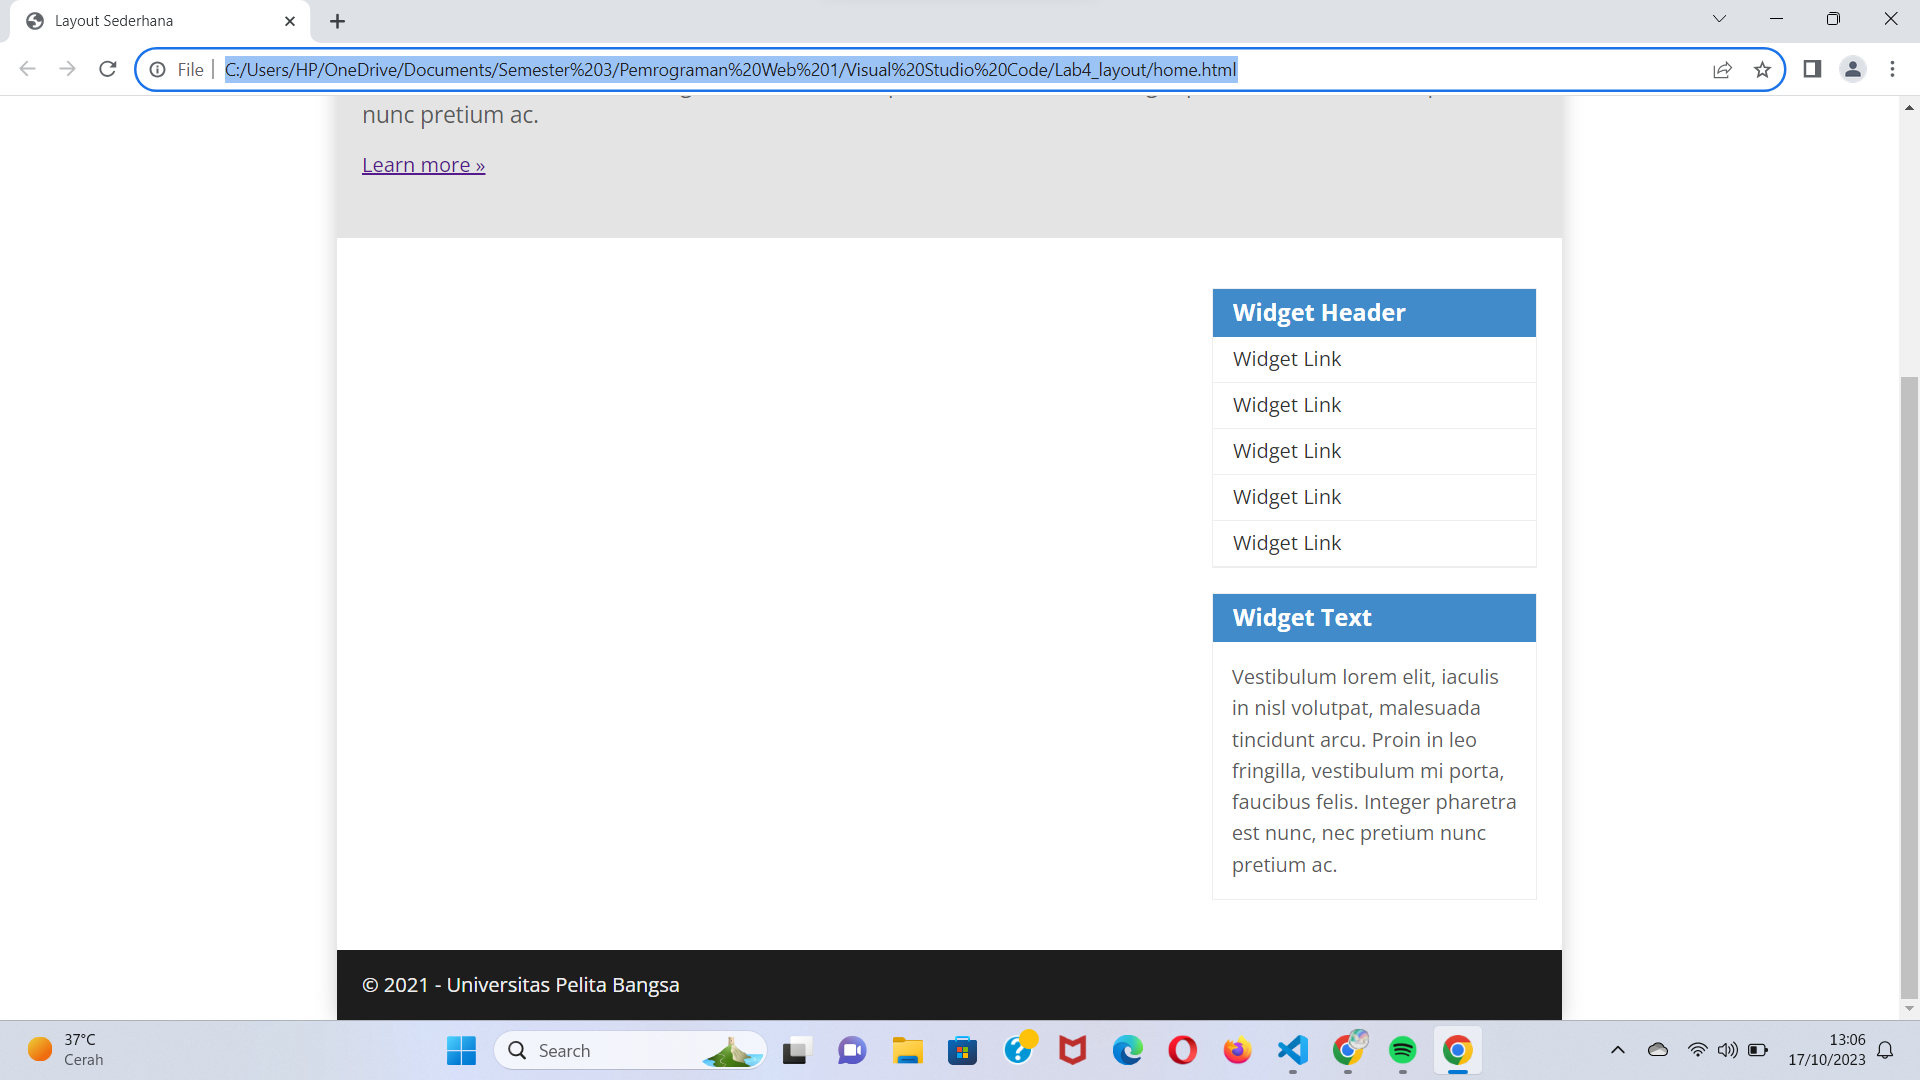 Layout Sederhana
File
C:/Users/HP/OneDrive/Documents/Semester%203/Pemrograman%20Web%201/Visual%20Studio%20Code/Lab4_layout/home.html
nunc pretium ac.
Learn more »
Widget Header
Widget Link
Widget Link
Widget Link
Widget Link
Widget Link
Widget Text
Vestibulum lorem elit, iaculis
in nisl volutpat, malesuada
tincidunt arcu. Proin in leo
fringilla, vestibulum mi porta,
faucibus felis. Integer pharetra
est nunc, nec pretium nunc
pretium ac.
© 2021 - Universitas Pelita Bangsa
37°C
Cerah
Search
13:06
17/10/2023